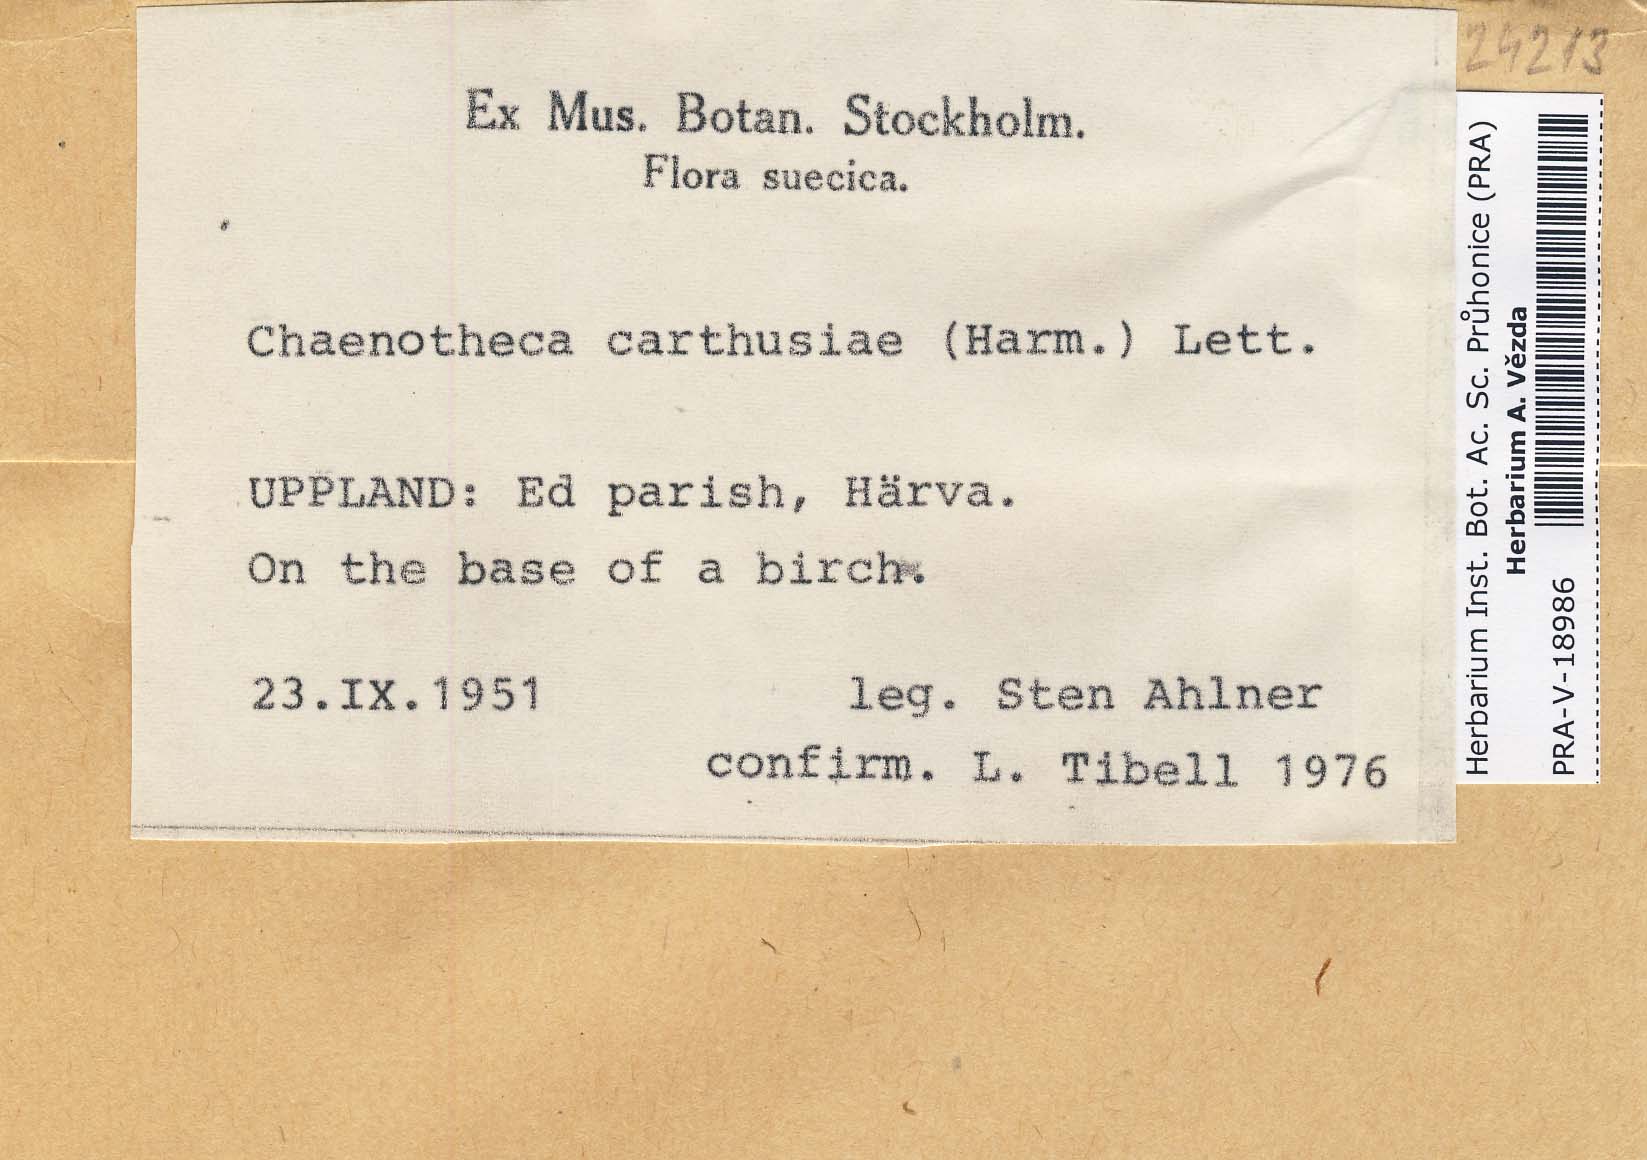 24213
Ex Mus. Botan. Stockholm.
Flora suecica.
Chaenotheca carthusiae (Harm.) Lett.
UPPLAND: Ed parish, Härva.
On the base of a birch.
23.IX.1951 leg. Sten Ahlner
confirm. L. Tibell 1976
Herbarium Inst. Bot. Ac. Sc. Průhonice (PRA)
Herbarium A. Vězda
PRA-V-18986